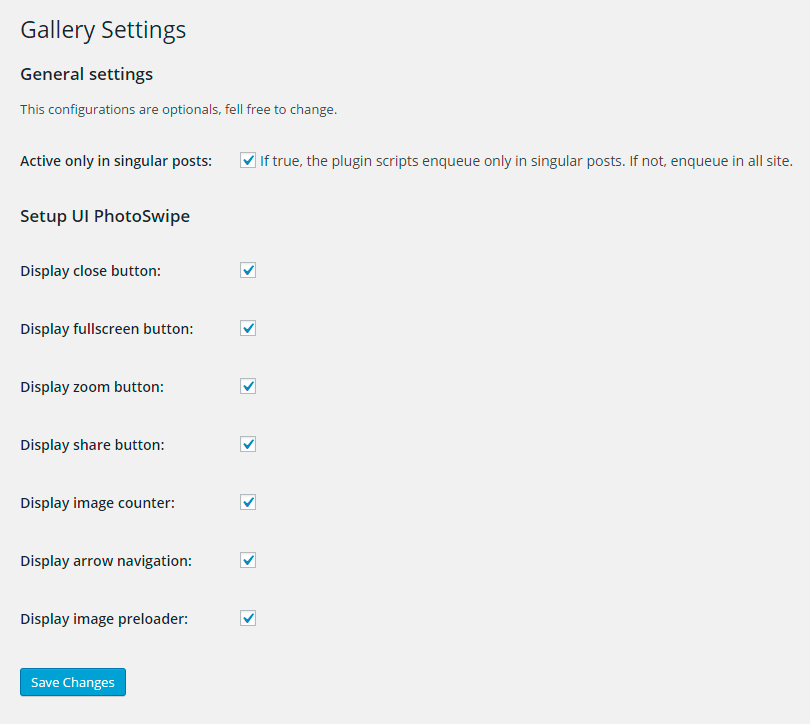 Gallery Settings
General settings
This configurations are optionals, fell free to change.
Active only in singular posts: If true, the plugin scripts enqueue only in singular posts. If not, enqueue in all site.
Setup UI PhotoSwipe
Display close button:
Display fullscreen button:
Display zoom button:
Display share button:
Display image counter:
Display arrow navigation:
Display image preloader:
Save Changes